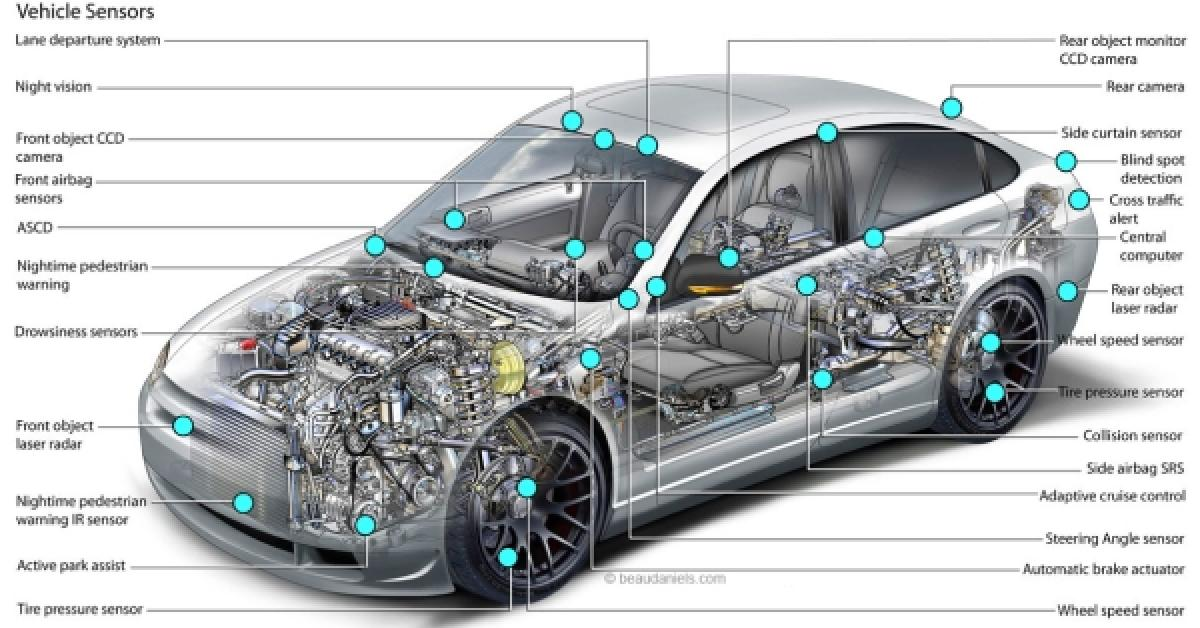 Vehicle Sensors
Lane departure system
Night vision
Front object CCD
camera
Front airbag
sensors
ASCD
Nightime pedestrian
warning
Drowsiness sensors
Front object
laser radar
Nightime pedestrian
warning IR sensor
Active park assist
Tire pressure sensor
Rear object monitor
CCD camera
Rear camera
Side curtain sensor
Blind spot
detection
Cross traffic
alert
Central
computer
Rear object
laser radar
Wheel speed sensor
Tire pressure sensor
Collision sensor
Side airbag SRS
Adaptive cruise control
Steering Angle sensor
Automatic brake actuator
Wheel speed sensor
© beaudaniels.com